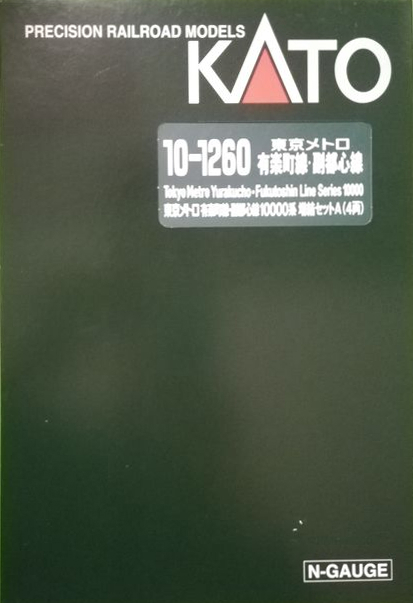 PRECISION RAILROAD MODELS
KATO
10-1260
東京メトロ
有楽町線・副都心線
Tokyo Metro Yurakucho・Fukutoshin Line Series 10000
東京メトロ 有楽町線・副都心線10000系 増結セットA(4両)
N-GAUGE